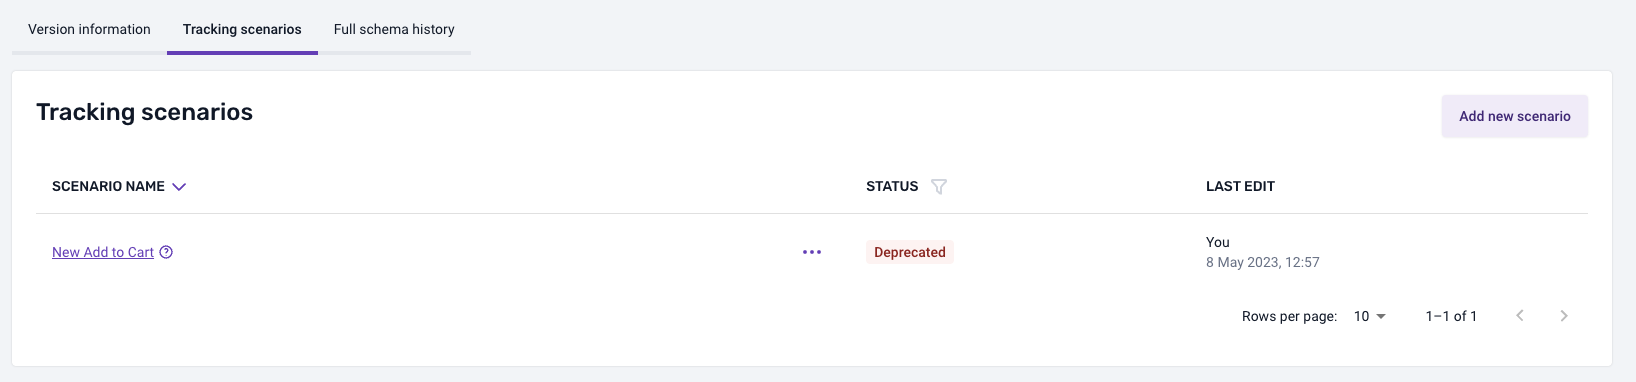 Version information Tracking scenarios Full schema history
Tracking scenarios
Add new scenario
SCENARIO NAME STATUS LAST EDIT
New Add to Cart Deprecated You
8 May 2023, 12:57
Rows per page: 10 1–1 of 1